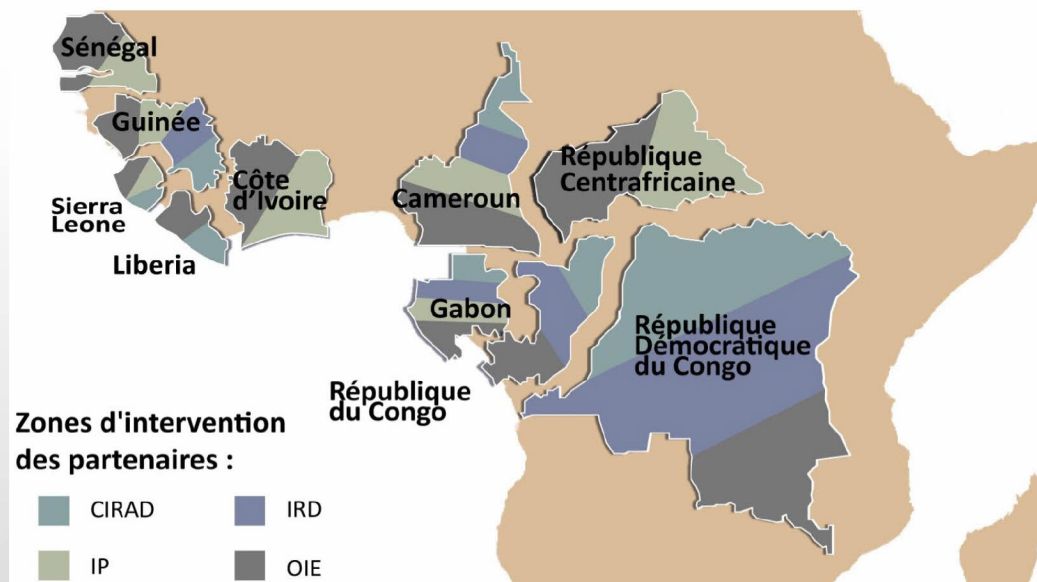 Sénégal
Guinée
Sierra
Leone
Liberia
Côte
d'Ivoire
Cameroun
République
Centrafricaine
Gabon
République
du Congo
République
Démocratique
du Congo
Zones d'intervention
des partenaires :
CIRAD
IRD
IP
OIE